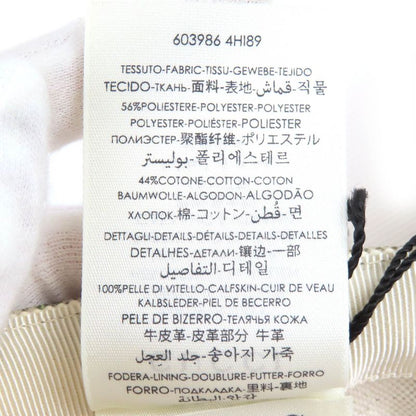 603986 4HI89
TESSUTO-FABRIC-TISSU-GEWEBE-TEJIDO
TECIDO-ТКАНЬ-面料-表地-قماش-직물
56%POLIESTERE-POLYESTER-POLYESTER
POLYESTER-POLIÉSTER-POLIESTER
ПОЛИЭСТЕР-聚酯纤维-ポリエステル
بوليستر-폴리에스테르
44%COTONE-COTTON-COTON
BAUMWOLLE-ALGODON-ALGODÃO
ХЛОПОК-棉-コットン-قُطن-면
DETTAGLI-DETAILS-DÉTAILS-DETAILS-DETALLES
DETALHES-ДЕТАЛИ-镶边-一部
التفاصيل-디테일
100%PELLE DI VITELLO-CALFSKIN-CUIR DE VEAU
KALBSLEDER-PIEL DE BECERRO
PELE DE BIZERRO-ТЕЛЯЧЬЯ КОЖА
牛皮革-皮革部分 牛革
جلد العجل-송아지 가죽
FODERA-LINING-DOUBLURE-FUTTER-FORRO
FORRO-ПОДКЛАДКА-里料-裏地